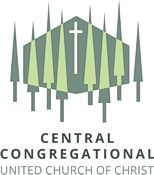 CENTRAL
CONGREGATIONAL
UNITED CHURCH OF CHRIST